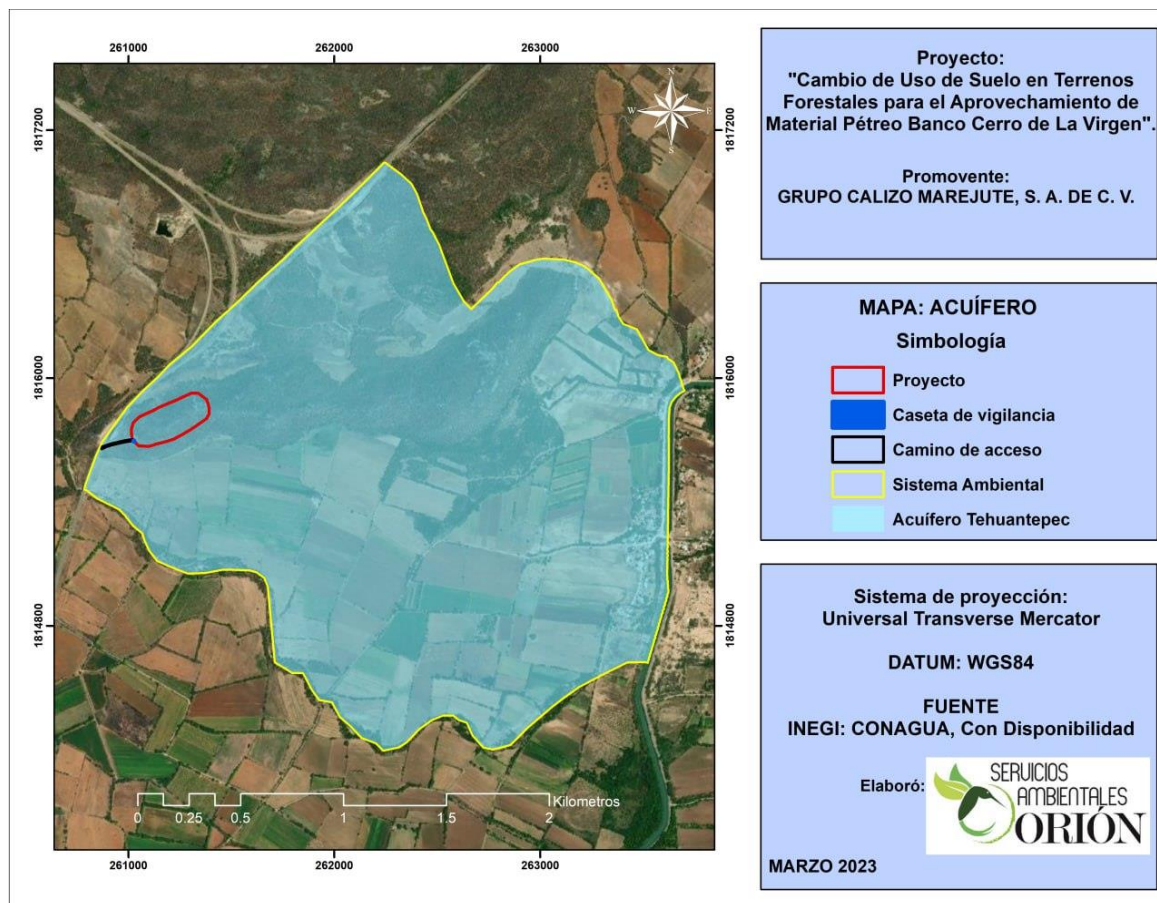 261000
262000
263000
N
W
E
S
1817200
1816000
1814800
1817200
1816000
1814800
Kilometros
0
0.25
0.5
1
1.5
2
261000
262000
263000
Proyecto:
"Cambio de Uso de Suelo en Terrenos
Forestales para el Aprovechamiento de
Material Pétreo Banco Cerro de La Virgen".
Promovente:
GRUPO CALIZO MAREJUTE, S. A. DE C. V.
MAPA: ACUÍFERO
Simbología
Proyecto
Caseta de vigilancia
Camino de acceso
Sistema Ambiental
Acuífero Tehuantepec
Sistema de proyección:
Universal Transverse Mercator
DATUM: WGS84
FUENTE
INEGI: CONAGUA, Con Disponibilidad
Elaboró:
SERVICIOS
AMBIENTALES
ORIÓN
MARZO 2023